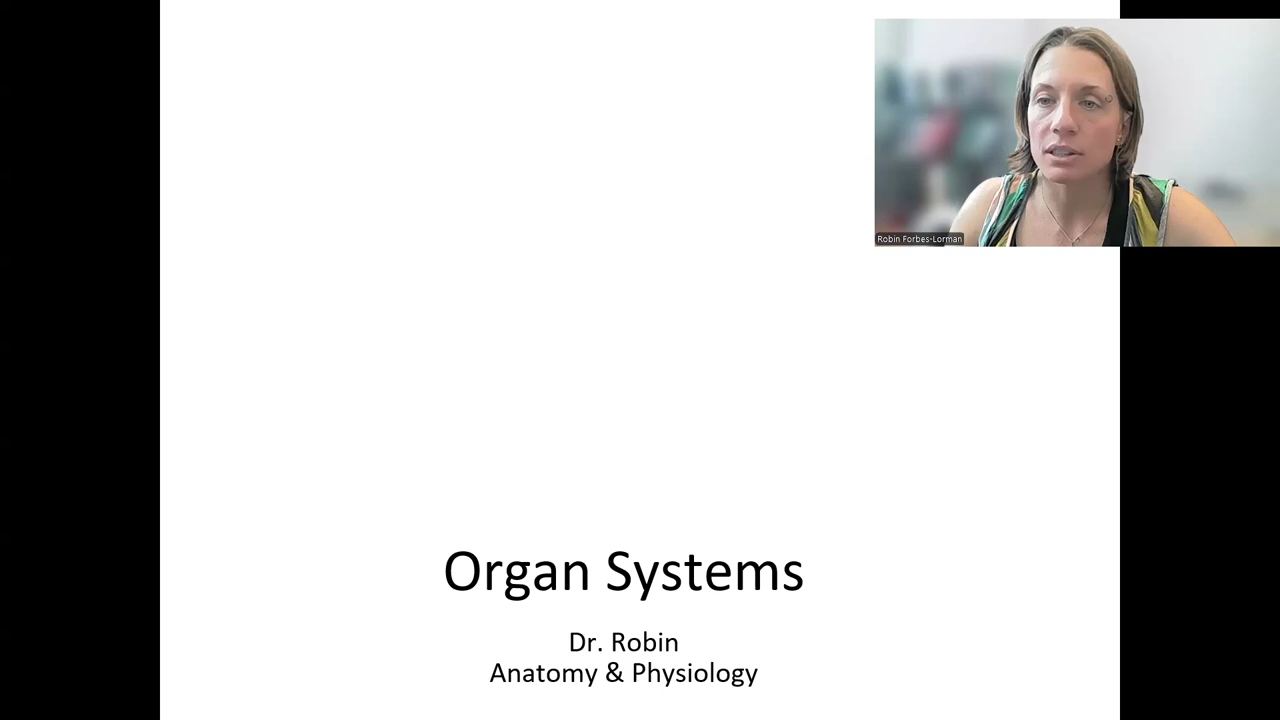 Robin Forbes-Lorman
Organ Systems
Dr. Robin
Anatomy & Physiology